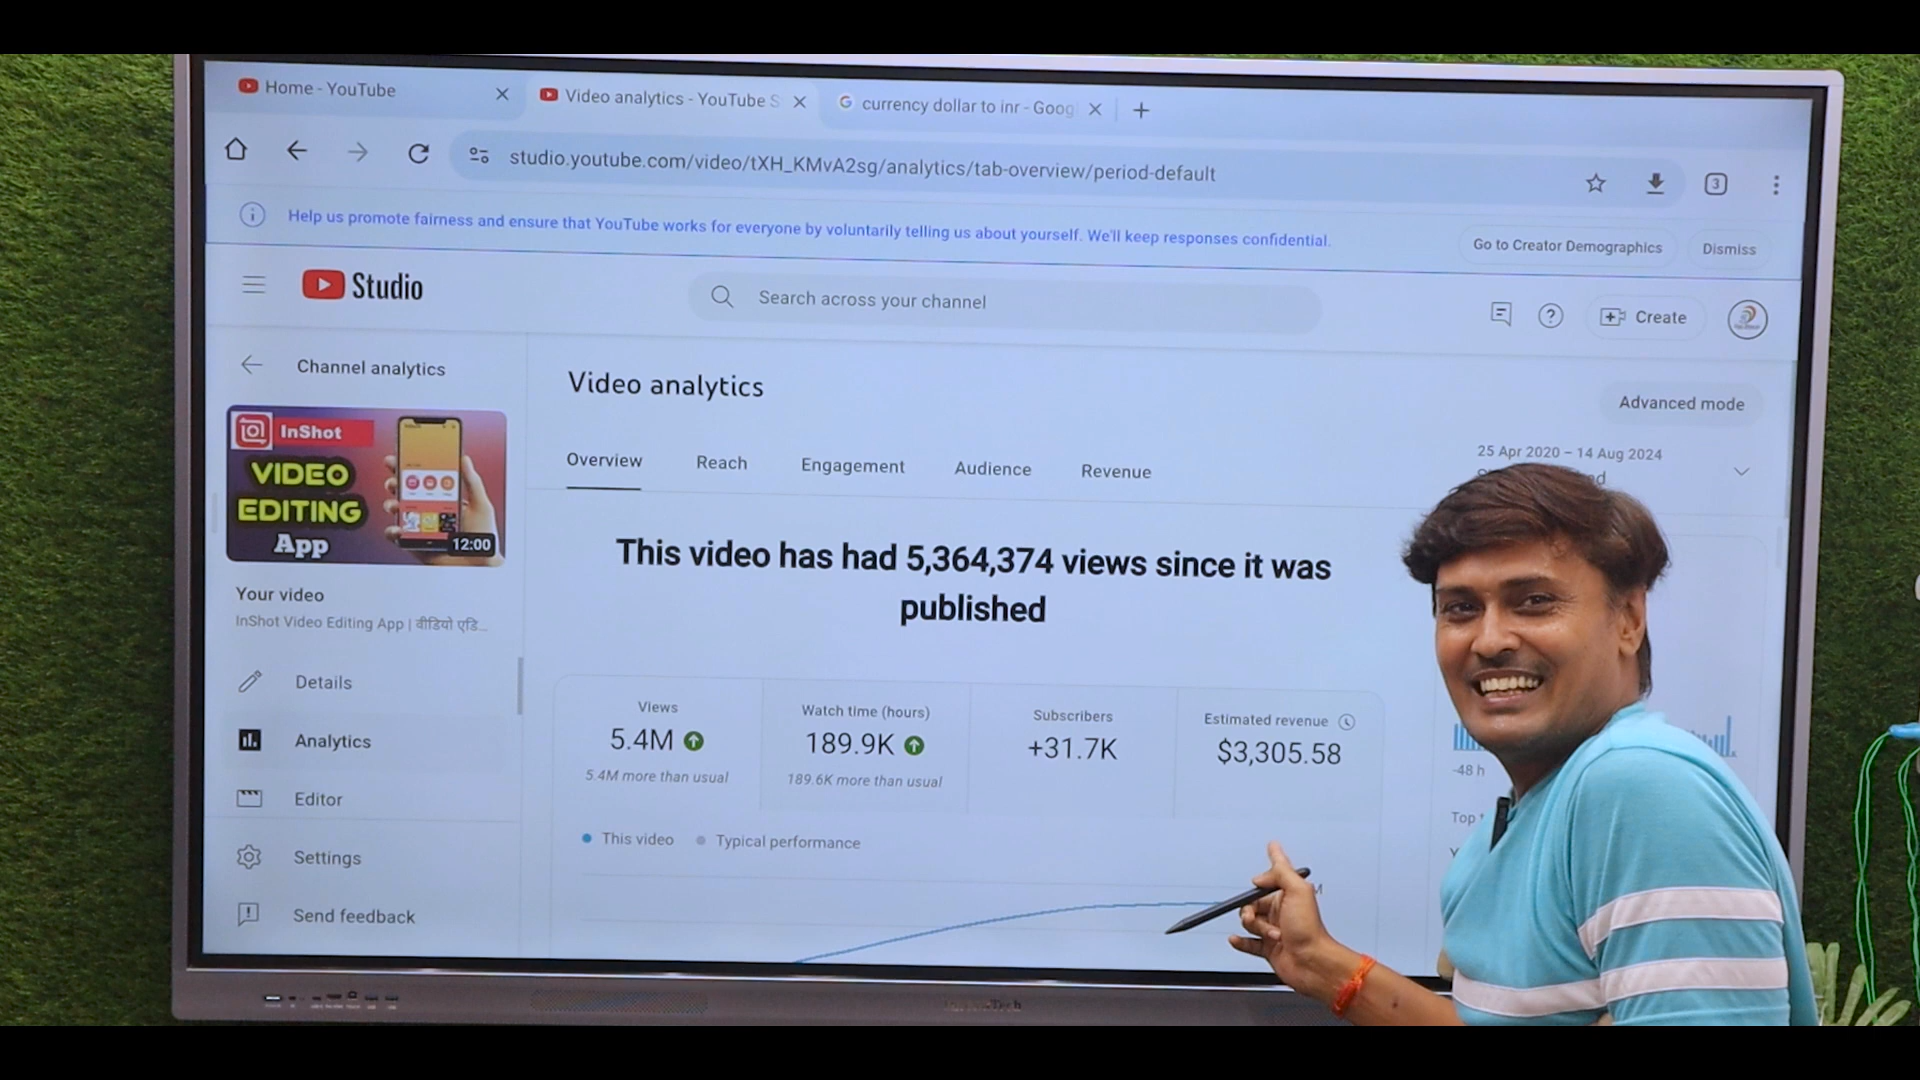 Home - YouTube
Video analytics - YouTube S
currency dollar to inr - Goog
studio.youtube.com/video/tXH_KMvA2sg/analytics/tab-overview/period-default
3
Help us promote fairness and ensure that YouTube works for everyone by voluntarily telling us about yourself. We'll keep responses confidential.
Go to Creator Demographics
Dismiss
Studio
Search across your channel
Create
Channel analytics
InShot
VIDEO
EDITING
App
12:00
Your video
InShot Video Editing App | वीडियो एडि...
Details
Analytics
Editor
Settings
Send feedback
Video analytics
Advanced mode
Overview
Reach
Engagement
Audience
Revenue
25 Apr 2020 – 14 Aug 2024
This video has had 5,364,374 views since it was
published
Views
5.4M
5.4M more than usual
Watch time (hours)
189.9K
189.6K more than usual
Subscribers
+31.7K
Estimated revenue
$3,305.58
This video
Typical performance
-48 h
Top